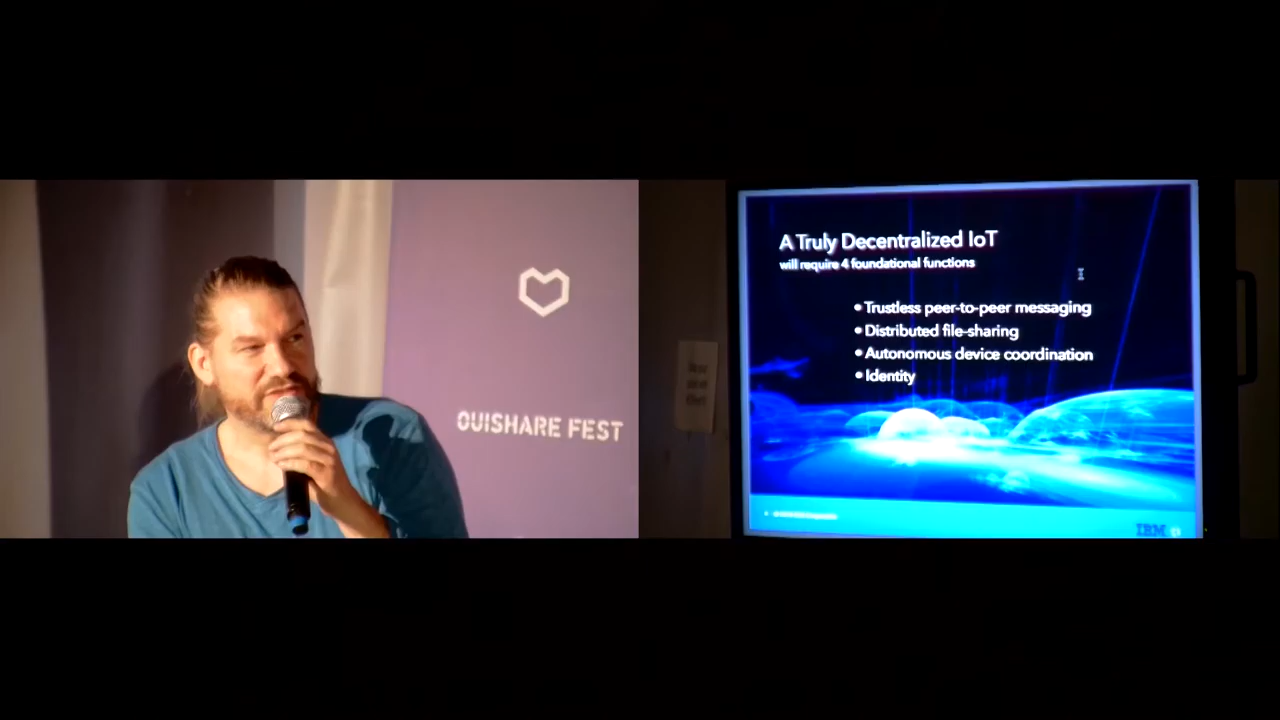 OUISHARE FEST
A Truly Decentralized IoT
will require 4 foundational functions
• Trustless peer-to-peer messaging
• Distributed file-sharing
• Autonomous device coordination
• Identity
IBM